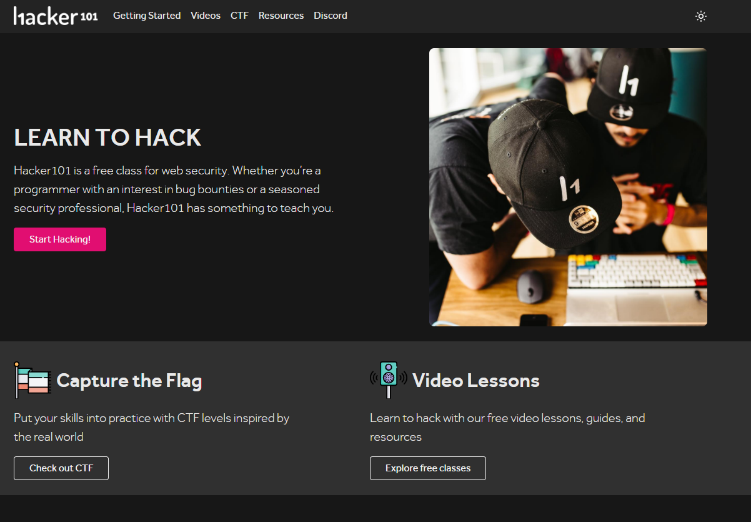 hacker101 Getting Started Videos CTF Resources Discord
LEARN TO HACK
Hacker101 is a free class for web security. Whether you're a
programmer with an interest in bug bounties or a seasoned
security professional, Hacker101 has something to teach you.
Start Hacking!
h1
h1
Capture the Flag
Put your skills into practice with CTF levels inspired by
the real world
Check out CTF
Video Lessons
Learn to hack with our free video lessons, guides, and
resources
Explore free classes